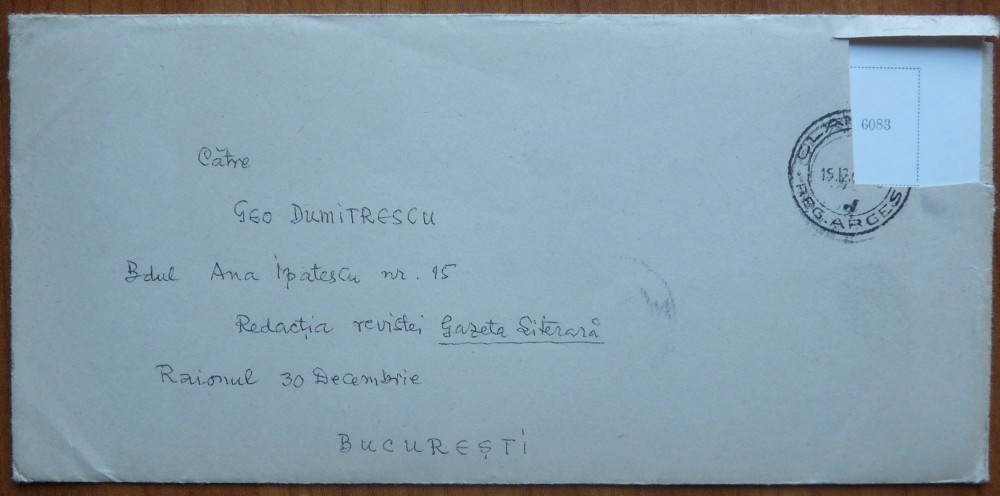 Către
GEO DUMITRESCU
Bdul Ana Ipătescu nr. 15
Redacția revistei Gazeta Literară
Raionul 30 Decembrie
BUCUREȘTI
6083
15.12.
REG. ARGEȘ